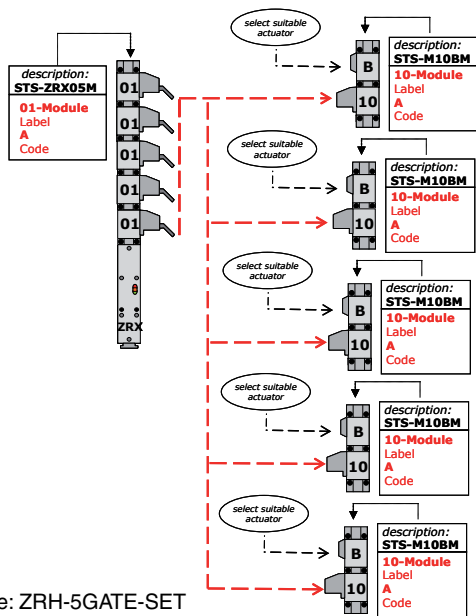 description:
STS-ZRX05M
01-Module
Label
A
Code
01
01
01
01
01
ZRX
select suitable
actuator
B
10
description:
STS-M10BM
10-Module
Label
A
Code
select suitable
actuator
B
10
description:
STS-M10BM
10-Module
Label
A
Code
select suitable
actuator
B
10
description:
STS-M10BM
10-Module
Label
A
Code
select suitable
actuator
B
10
description:
STS-M10BM
10-Module
Label
A
Code
select suitable
actuator
B
10
description:
STS-M10BM
10-Module
Label
A
Code
e: ZRH-5GATE-SET